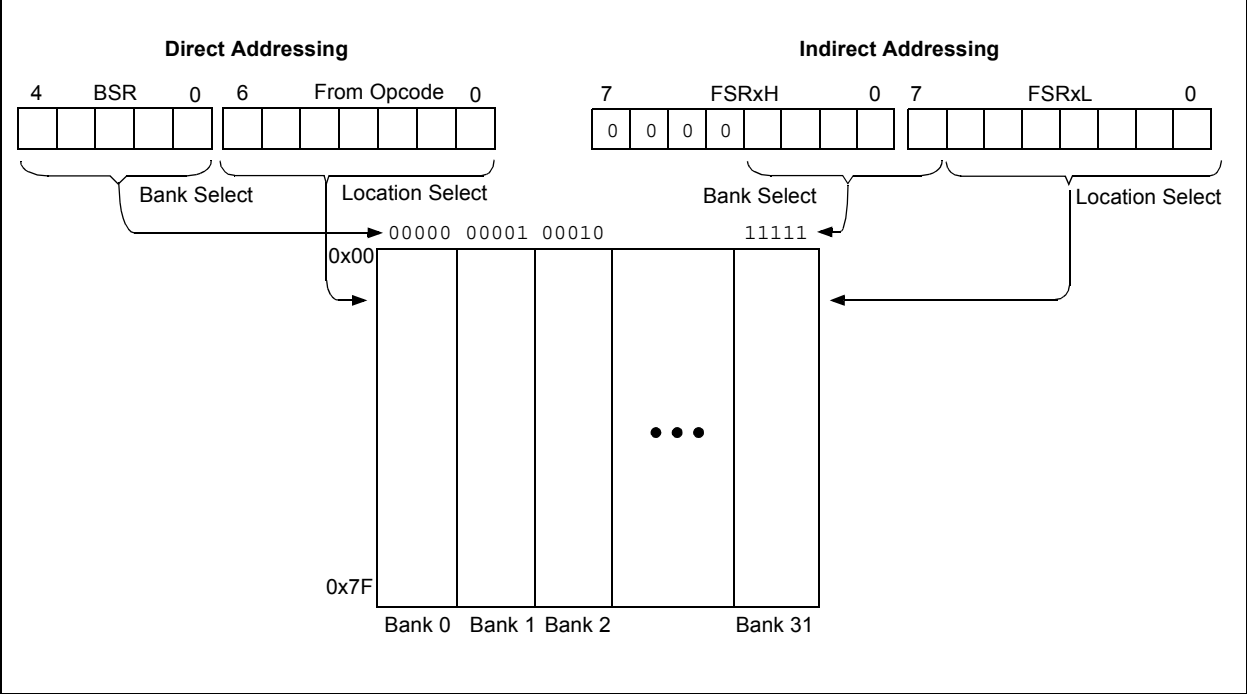 Direct Addressing
Indirect Addressing
4 BSR 0 6 From Opcode 0
7 FSRxH 0 7 FSRxL 0
0 0 0 0
Bank Select
Location Select
Bank Select
Location Select
00000 00001 00010 11111
0x00
0x7F
Bank 0 Bank 1 Bank 2 Bank 31